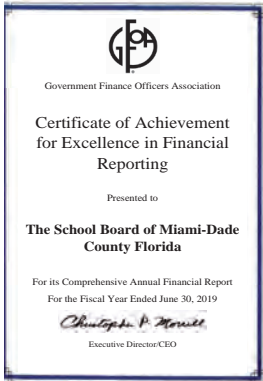 GFOA
Government Finance Officers Association
Certificate of Achievement
for Excellence in Financial
Reporting
Presented to
The School Board of Miami-Dade
County Florida
For its Comprehensive Annual Financial Report
For the Fiscal Year Ended June 30, 2019
Christopher P. Morrill
Executive Director/CEO